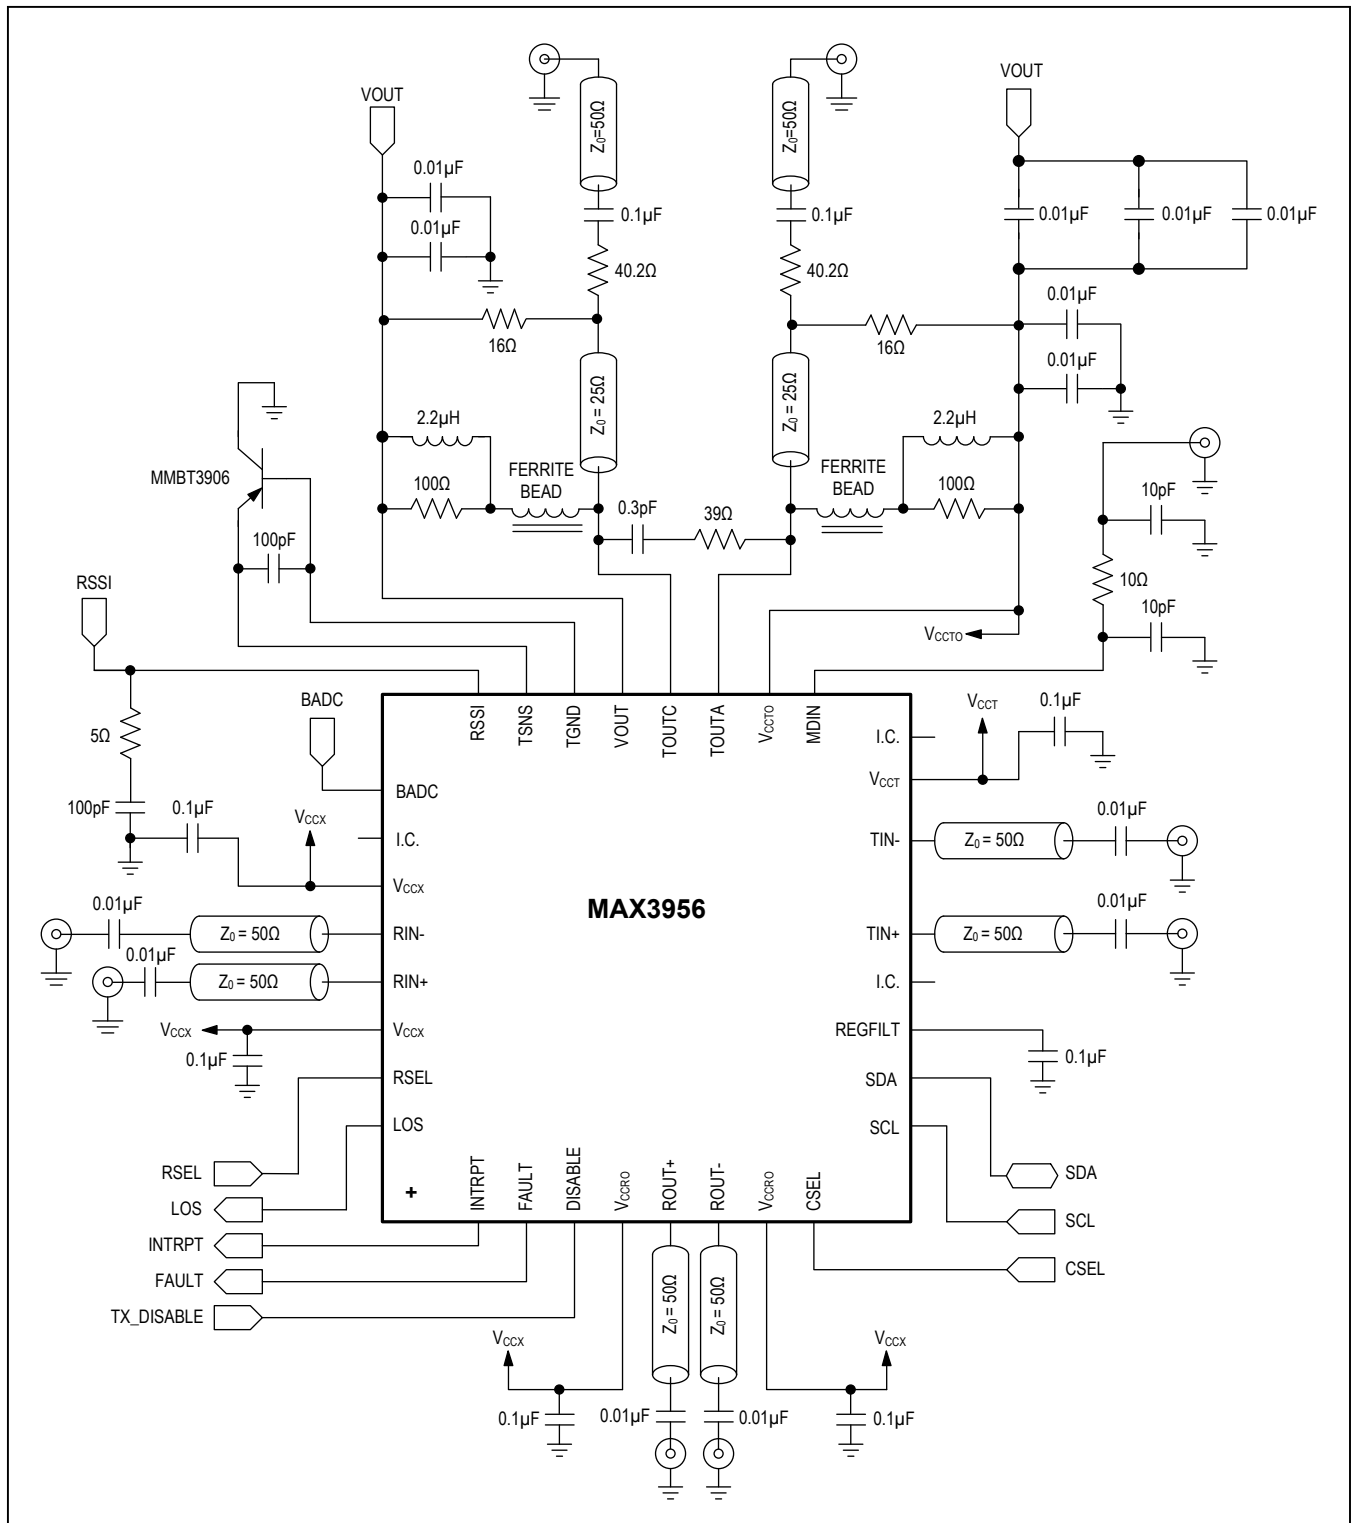 VOUT
VOUT
Z₀=50Ω
Z₀=50Ω
0.01µF
0.01µF
0.1µF
0.1µF
0.01µF
0.01µF
0.01µF
40.2Ω
40.2Ω
0.01µF
0.01µF
16Ω
16Ω
Z₀ = 25Ω
Z₀ = 25Ω
2.2µH
2.2µH
MMBT3906
100Ω
FERRITE
BEAD
FERRITE
BEAD
100Ω
10pF
0.3pF
39Ω
100pF
10Ω
10pF
RSSI
VCCTO
BADC
5Ω
100pF
0.1µF
VCCX
RSSI
TSNS
TGND
VOUT
TOUTC
TOUTA
VCCTO
MDIN
VCCT
0.1µF
BADC
I.C.
VCCX
RIN-
RIN+
VCCX
RSEL
LOS
I.C.
VCCT
TIN-
TIN+
I.C.
REGFILT
SDA
SCL
MAX3956
Z₀ = 50Ω
0.01µF
Z₀ = 50Ω
0.01µF
0.01µF
Z₀ = 50Ω
0.01µF
Z₀ = 50Ω
VCCX
0.1µF
0.1µF
+
INTRPT
FAULT
DISABLE
VCCRO
ROUT+
ROUT-
VCCRO
CSEL
RSEL
LOS
INTRPT
FAULT
TX_DISABLE
SDA
SCL
CSEL
Z₀ = 50Ω
Z₀ = 50Ω
VCCX
VCCX
0.1µF
0.01µF
0.01µF
0.1µF